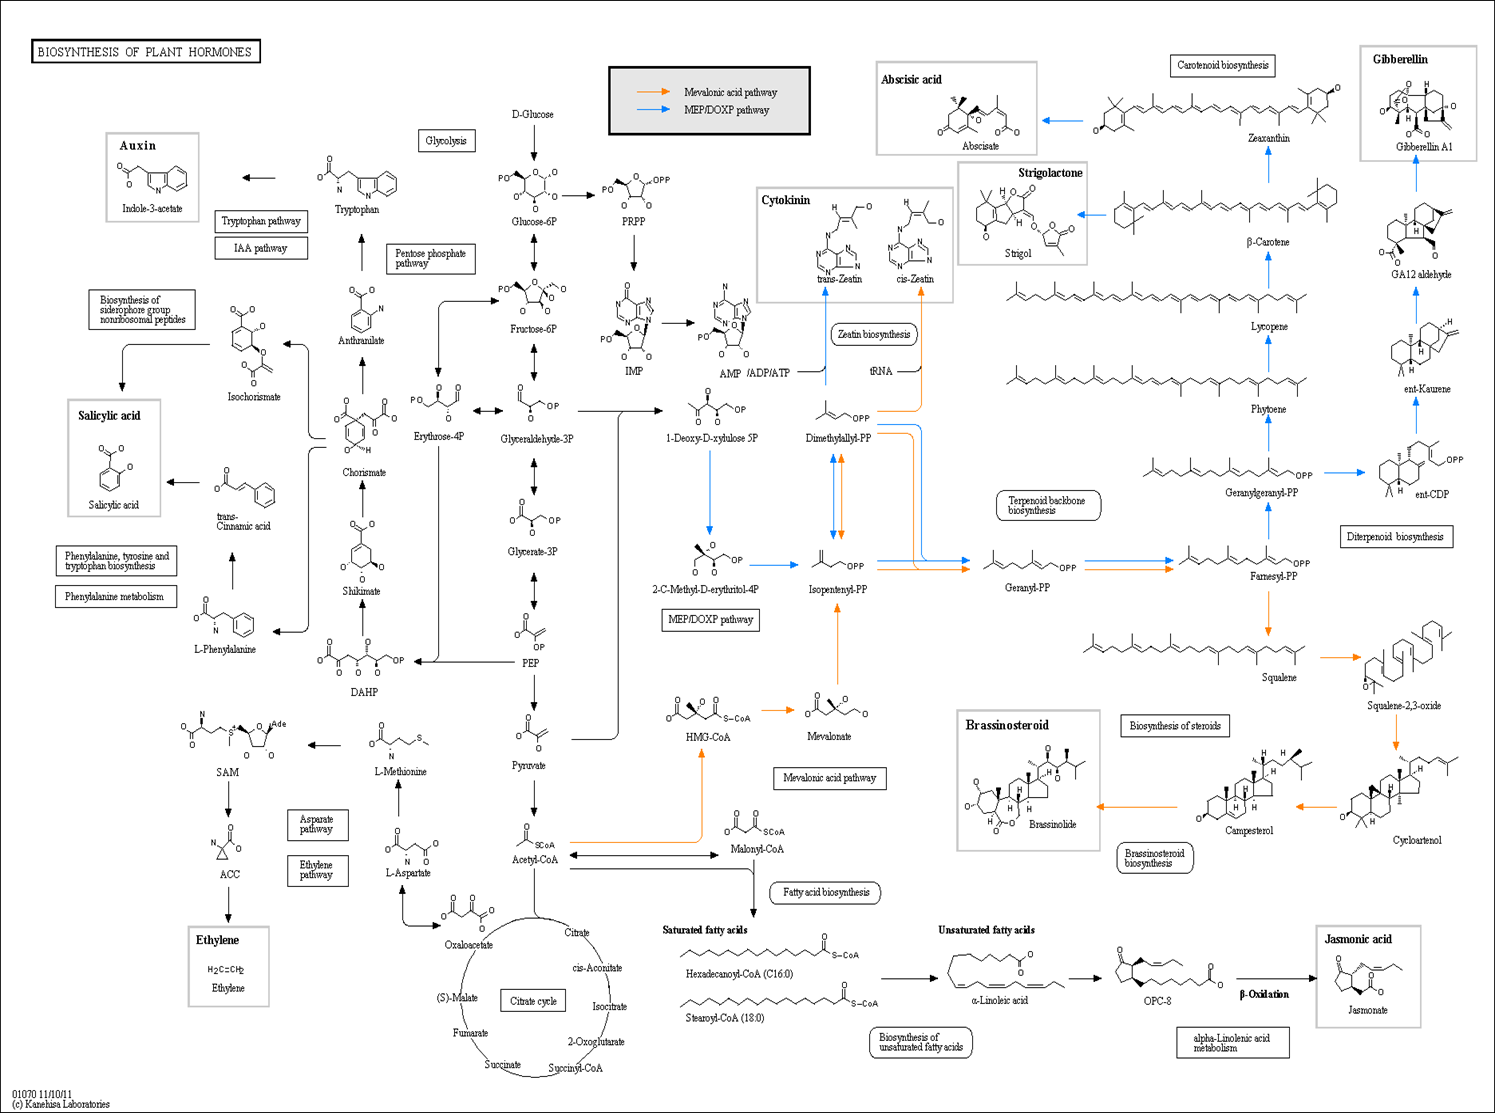 BIOSYNTHESIS OF PLANT HORMONES
Mevalonic acid pathway
MEP/DOXP pathway
Auxin
Indole-3-acetate
Tryptophan
Tryptophan pathway
IAA pathway
Glycolysis
D-Glucose
Glucose-6P
OPP
PRPP
Pentose phosphate
pathway
Fructose-6P
IMP
AMP /ADP/ATP
Biosynthesis of
siderophore group
nonribosomal peptides
Isochorismate
Anthranilate
Salicylic acid
Salicylic acid
Chorismate
trans-
Cinnamic acid
Phenylalanine, tyrosine and
tryptophan biosynthesis
Phenylalanine metabolism
L-Phenylalanine
Shikimate
DAHP
Erythrose-4P
Glyceraldehyde-3P
Glycerate-3P
PEP
Pyruvate
Acetyl-CoA
SAM
Ade
L-Methionine
Asparate
pathway
Ethylene
pathway
ACC
L-Aspartate
Ethylene
H2C=CH2
Ethylene
Oxaloacetate
Citrate
cis-Aconitate
Isocitrate
2-Oxoglutarate
Succinyl-CoA
Succinate
Fumarate
(S)-Malate
Citrate cycle
Cytokinin
trans-Zeatin
cis-Zeatin
Zeatin biosynthesis
tRNA
1-Deoxy-D-xylulose 5P
Dimethylallyl-PP
2-C-Methyl-D-erythritol-4P
MEP/DOXP pathway
Isopentenyl-PP
HMG-CoA
Mevalonate
Mevalonic acid pathway
Malonyl-CoA
Fatty acid biosynthesis
Saturated fatty acids
Hexadecanoyl-CoA (C16:0)
Stearoyl-CoA (18:0)
Unsaturated fatty acids
α-Linoleic acid
Biosynthesis of
unsaturated fatty acids
OPC-8
β-Oxidation
alpha-Linolenic acid
metabolism
Jasmonic acid
Jasmonate
Abscisic acid
Abscisate
Strigolactone
Strigol
Carotenoid biosynthesis
Zeaxanthin
β-Carotene
Lycopene
Phytoene
Geranylgeranyl-PP
Terpenoid backbone
biosynthesis
Geranyl-PP
Farnesyl-PP
Gibberellin
Gibberellin A1
GA12 aldehyde
ent-Kaurene
ent-CDP
Diterpenoid biosynthesis
Squalene
Squalene-2,3-oxide
Cycloartenol
Campesterol
Biosynthesis of steroids
Brassinosteroid
Brassinolide
Brassinosteroid
biosynthesis
01070 11/10/11
(c) Kanehisa Laboratories